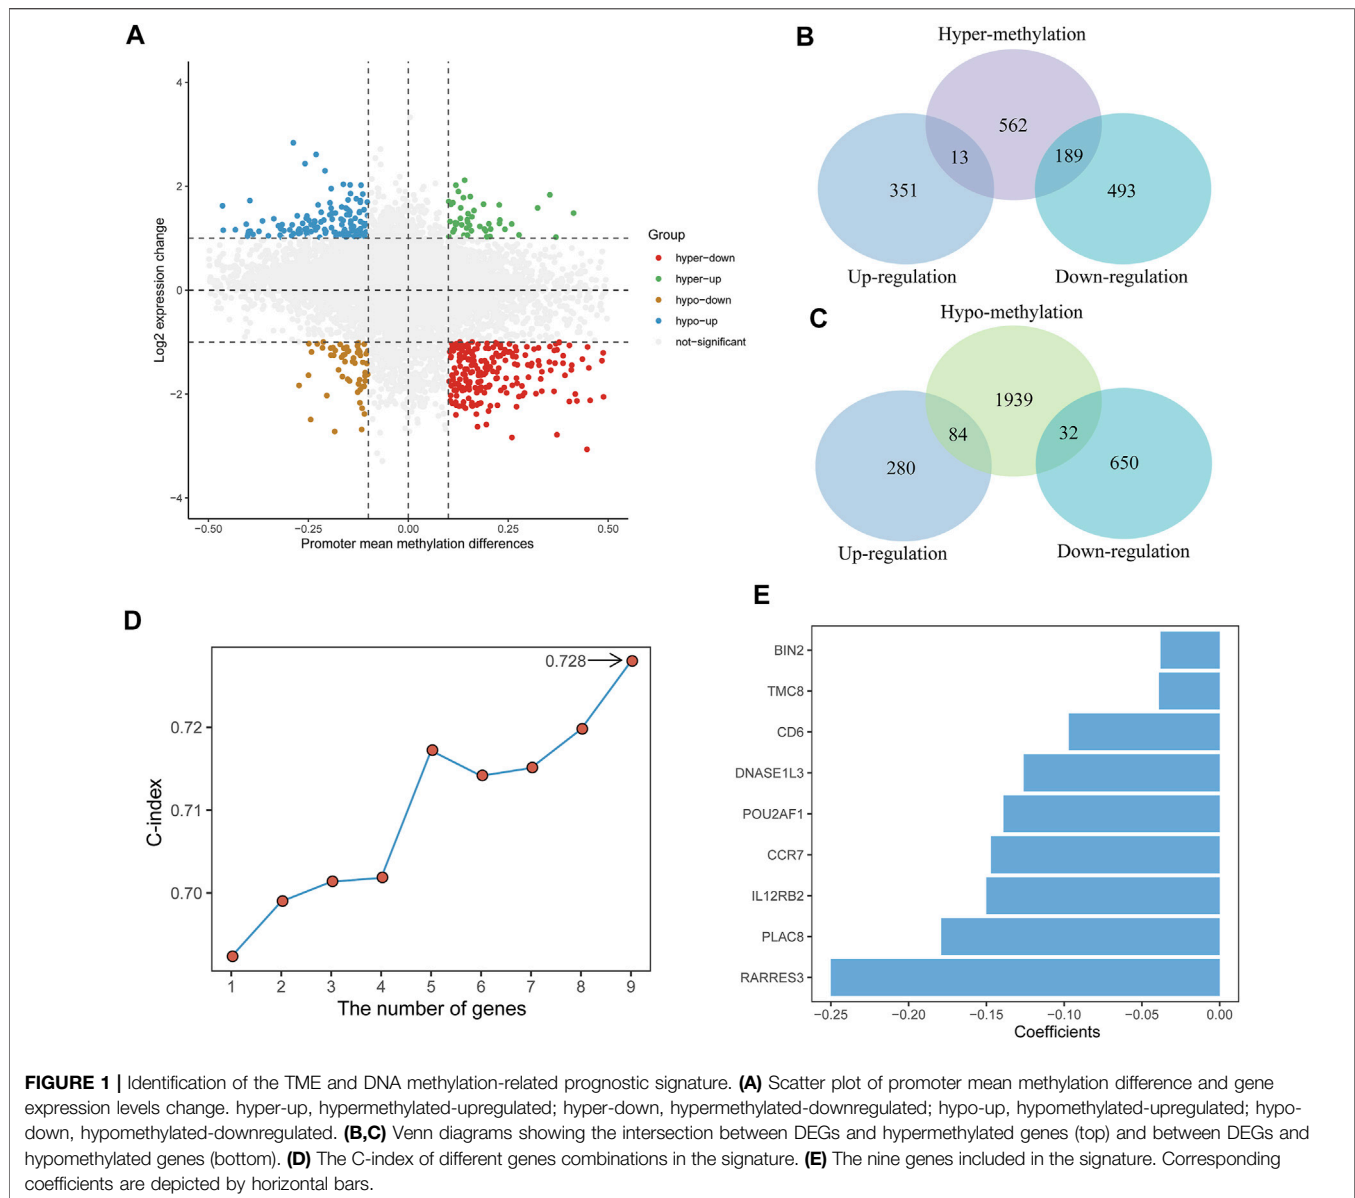 A
4
2
0
−2
−4
Log2 expression change
−0.50
−0.25
0.00
0.25
0.50
Promoter mean methylation differences
Group
hyper−down
hyper−up
hypo−down
hypo−up
not−significant
B
Hyper-methylation
562
13
189
351
493
Up-regulation
Down-regulation
C
Hypo-methylation
1939
84
32
280
650
Up-regulation
Down-regulation
D
0.728
0.72
0.71
0.70
C-index
1
2
3
4
5
6
7
8
9
The number of genes
E
BIN2
TMC8
CD6
DNASE1L3
POU2AF1
CCR7
IL12RB2
PLAC8
RARRES3
−0.25
−0.20
−0.15
−0.10
−0.05
0.00
Coefficients
FIGURE 1 | Identification of the TME and DNA methylation-related prognostic signature. (A) Scatter plot of promoter mean methylation difference and gene
expression levels change. hyper-up, hypermethylated-upregulated; hyper-down, hypermethylated-downregulated; hypo-up, hypomethylated-upregulated; hypo-
down, hypomethylated-downregulated. (B,C) Venn diagrams showing the intersection between DEGs and hypermethylated genes (top) and between DEGs and
hypomethylated genes (bottom). (D) The C-index of different genes combinations in the signature. (E) The nine genes included in the signature. Corresponding
coefficients are depicted by horizontal bars.